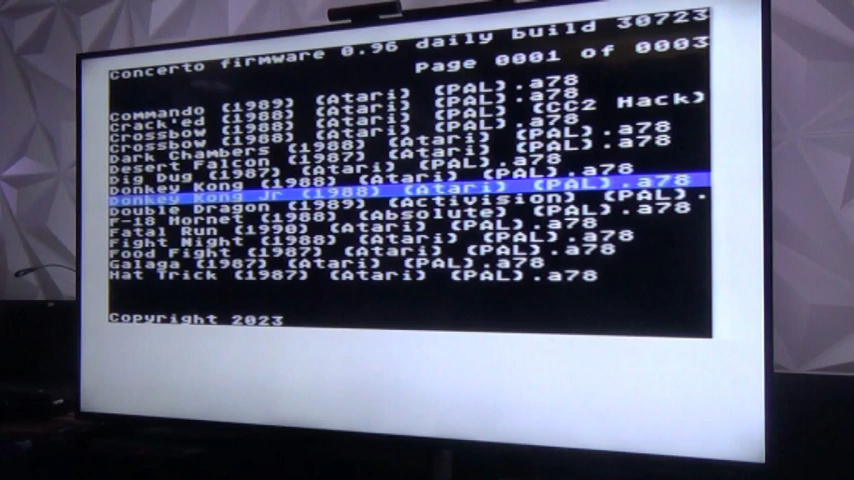 Concerto firmware 0.96 daily build 30723
Page 0001 of 0003
Commando (1989) (Atari) (PAL).a78
Crack'ed (1988) (Atari) (PAL).a78
Crossbow (1988) (Atari) (PAL) (CC2 Hack)
Crossbow (1988) (Atari) (PAL).a78
Dark Chambers (1988) (Atari) (PAL).a78
Desert Falcon (1987) (Atari) (PAL).a78
Dig Dug (1987) (Atari) (PAL).a78
Donkey Kong (1988) (Atari) (PAL).a78
Donkey Kong Jr (1988) (Atari) (PAL).a78
Double Dragon (1989) (Activision) (PAL).
F-18 Hornet (1988) (Absolute) (PAL).a78
Fatal Run (1990) (Atari) (PAL).a78
Fight Night (1988) (Atari) (PAL).a78
Food Fight (1987) (Atari) (PAL).a78
Galaga (1987) (Atari) (PAL).a78
Hat Trick (1987) (Atari) (PAL).a78
Copyright 2023